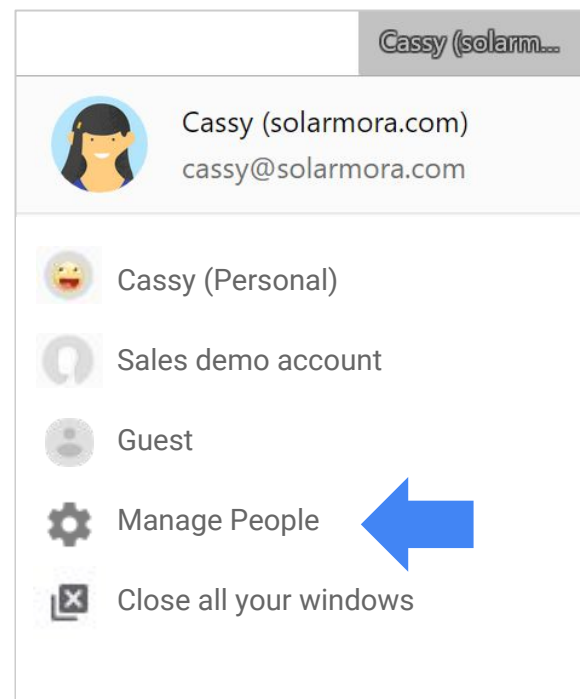 Cassy (solarm...
Cassy (solarmora.com)
cassy@solarmora.com
Cassy (Personal)
Sales demo account
Guest
Manage People
Close all your windows